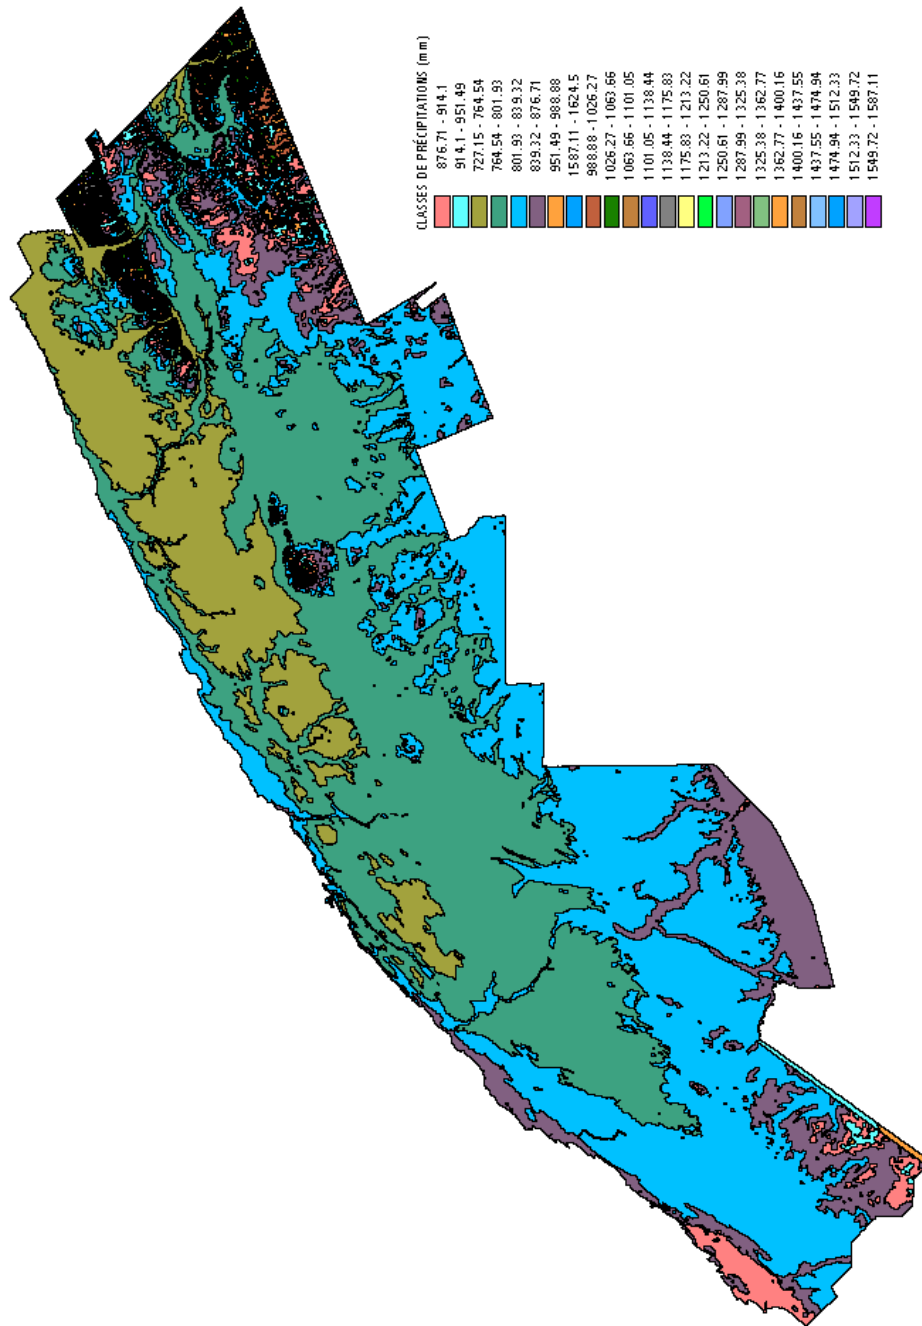 CLASSES DE PRÉCIPITATIONS (mm)
876.71 - 914.1
914.1 - 951.49
727.15 - 764.54
764.54 - 801.93
801.93 - 839.32
839.32 - 876.71
951.49 - 988.88
1587.11 - 1624.5
988.88 - 1026.27
1026.27 - 1063.66
1063.66 - 1101.05
1101.05 - 1138.44
1138.44 - 1175.83
1175.83 - 1213.22
1213.22 - 1250.61
1250.61 - 1287.99
1287.99 - 1325.38
1325.38 - 1362.77
1362.77 - 1400.16
1400.16 - 1437.55
1437.55 - 1474.94
1474.94 - 1512.33
1512.33 - 1549.72
1549.72 - 1587.11